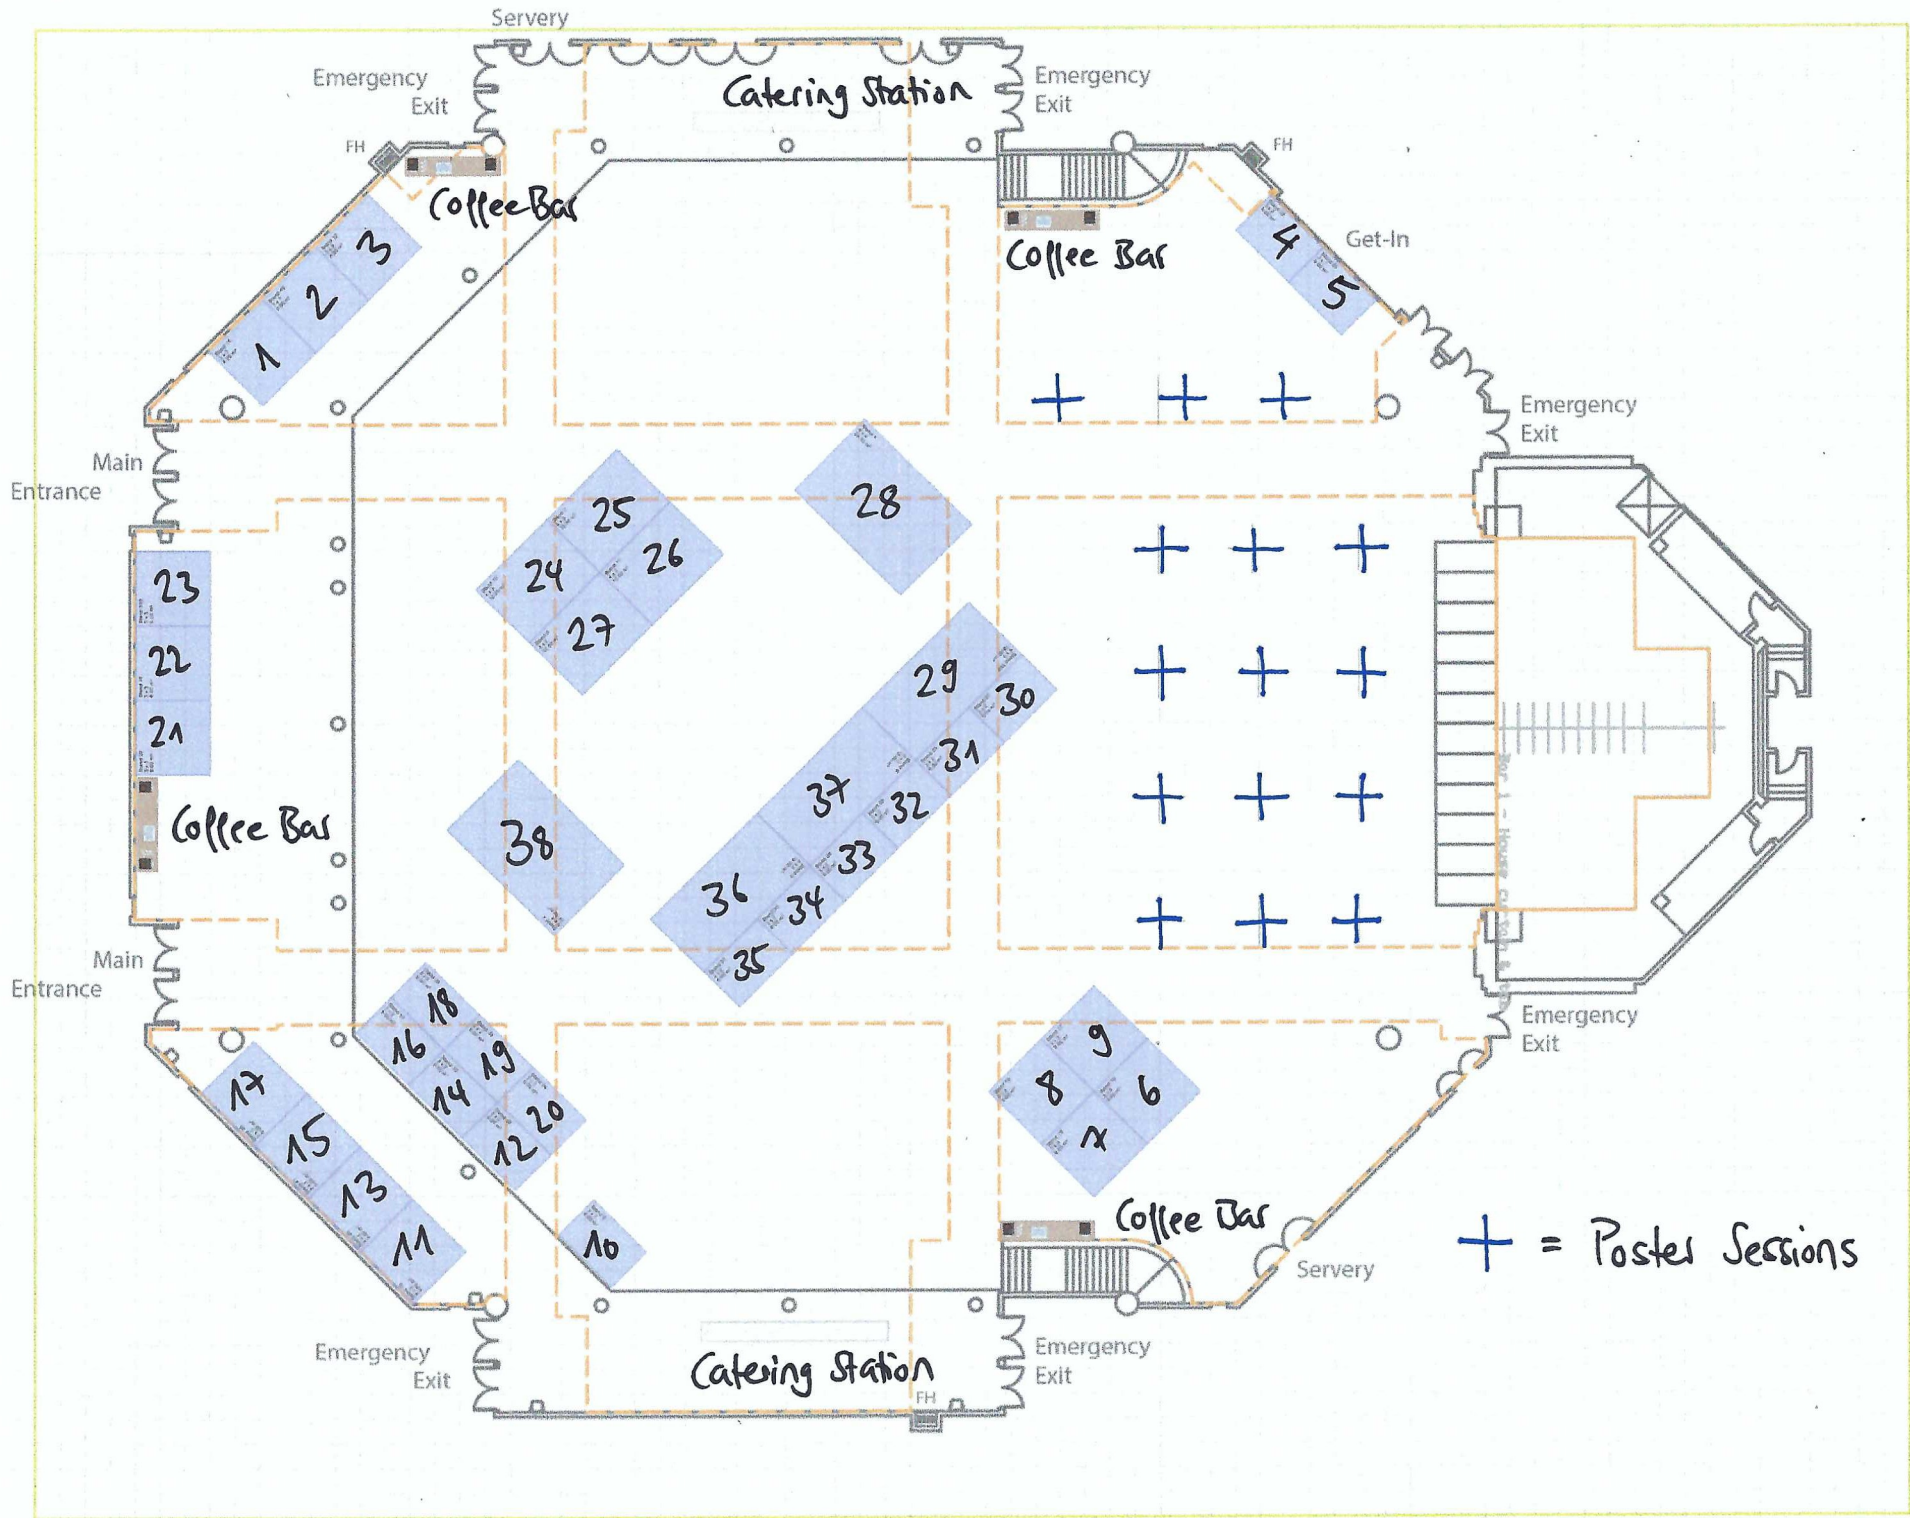 Servery
Emergency
Exit
Catering Station
Emergency
Exit
FH
FH
Coffee Bar
Coffee Bar
3
4
Get-In
2
5
1
Emergency
Exit
Main
Entrance
25
28
24
26
23
27
22
29
30
21
31
37
32
Coffee Bar
38
33
36
34
35
Main
Entrance
18
16
19
14
20
12
17
15
13
11
10
9
8
6
7
Emergency
Exit
Coffee Bar
+ = Poster Sessions
Servery
Emergency
Exit
Catering Station
FH
Emergency
Exit